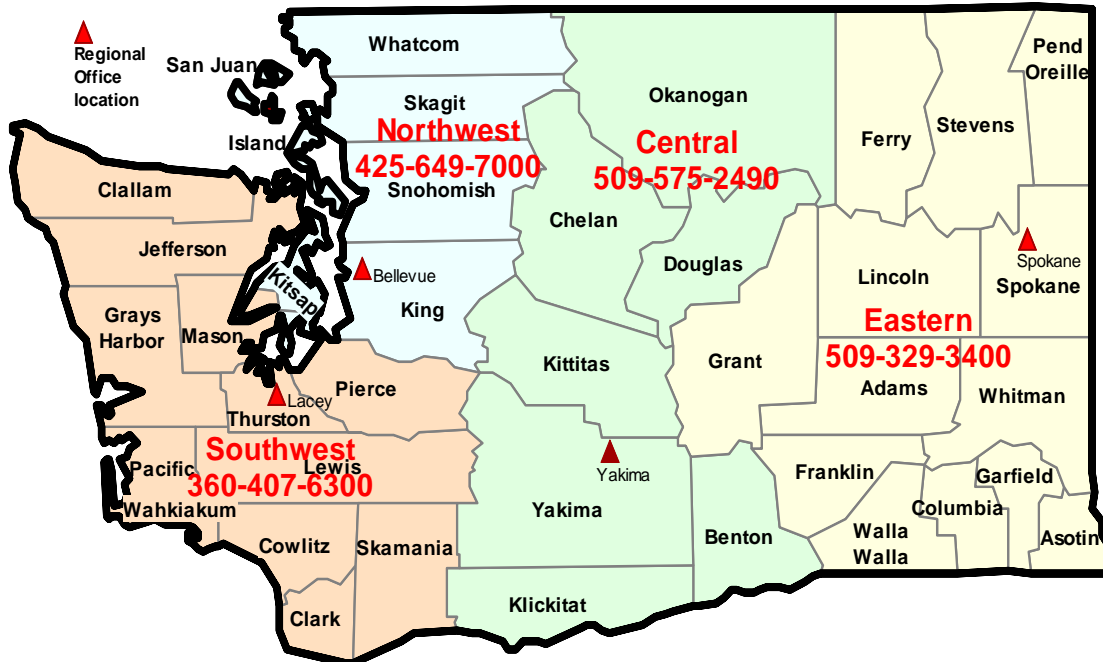 Regional
Office
location
San Juan
Whatcom
Pend
Oreille
Skagit
Okanogan
Island
Northwest
425-649-7000
Central
509-575-2490
Ferry
Stevens
Clallam
Snohomish
Chelan
Jefferson
Kitsap
Bellevue
Douglas
Lincoln
Spokane
Spokane
King
Grays
Harbor
Mason
Eastern
509-329-3400
Kittitas
Grant
Pierce
Adams
Whitman
Lacey
Thurston
Southwest
360-407-6300
Pacific
Lewis
Yakima
Franklin
Garfield
Wahkiakum
Yakima
Columbia
Walla
Walla
Benton
Asotin
Cowlitz
Skamania
Klickitat
Clark